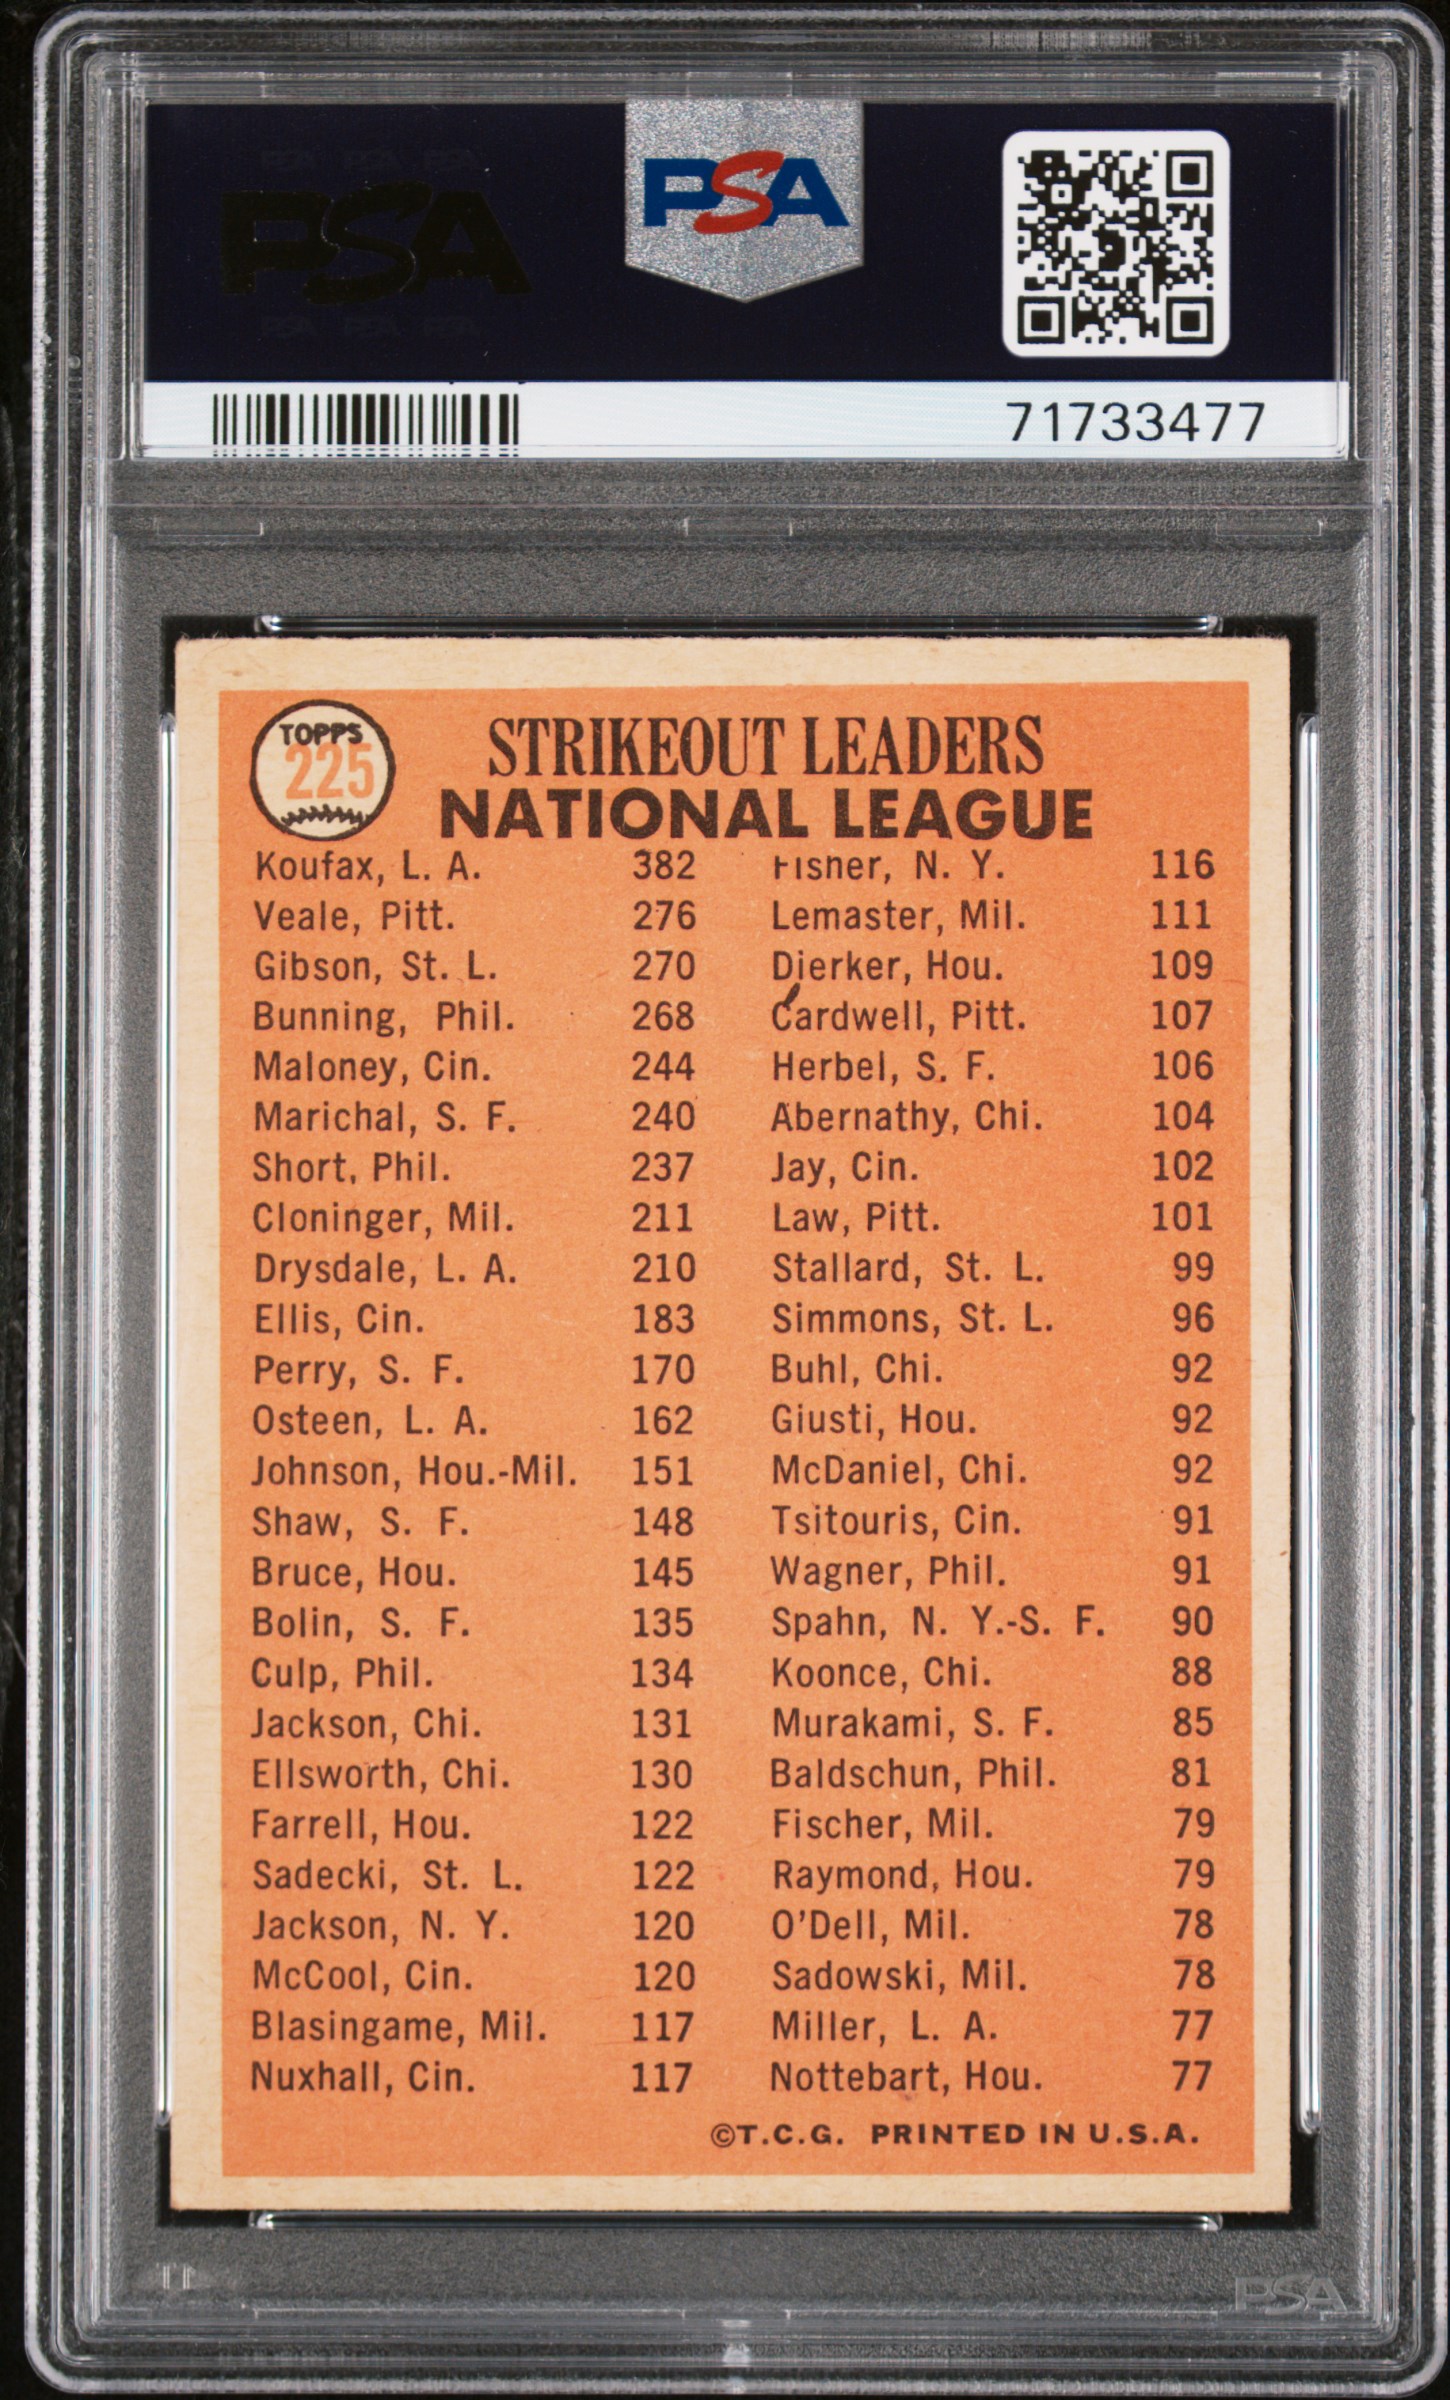 PSA
PSA
71733477
TOPPS
225
STRIKEOUT LEADERS
NATIONAL LEAGUE
Koufax, L. A. 382
Veale, Pitt. 276
Gibson, St. L. 270
Bunning, Phil. 268
Maloney, Cin. 244
Marichal, S. F. 240
Short, Phil. 237
Cloninger, Mil. 211
Drysdale, L. A. 210
Ellis, Cin. 183
Perry, S. F. 170
Osteen, L. A. 162
Johnson, Hou.-Mil. 151
Shaw, S. F. 148
Bruce, Hou. 145
Bolin, S. F. 135
Culp, Phil. 134
Jackson, Chi. 131
Ellsworth, Chi. 130
Farrell, Hou. 122
Sadecki, St. L. 122
Jackson, N. Y. 120
McCool, Cin. 120
Blasingame, Mil. 117
Nuxhall, Cin. 117
Fisher, N. Y. 116
Lemaster, Mil. 111
Dierker, Hou. 109
Cardwell, Pitt. 107
Herbel, S. F. 106
Abernathy, Chi. 104
Jay, Cin. 102
Law, Pitt. 101
Stallard, St. L. 99
Simmons, St. L. 96
Buhl, Chi. 92
Giusti, Hou. 92
McDaniel, Chi. 92
Tsitouris, Cin. 91
Wagner, Phil. 91
Spahn, N. Y.-S. F. 90
Koonce, Chi. 88
Murakami, S. F. 85
Baldschun, Phil. 81
Fischer, Mil. 79
Raymond, Hou. 79
O'Dell, Mil. 78
Sadowski, Mil. 78
Miller, L. A. 77
Nottebart, Hou. 77
©T.C.G. PRINTED IN U.S.A.
PSA